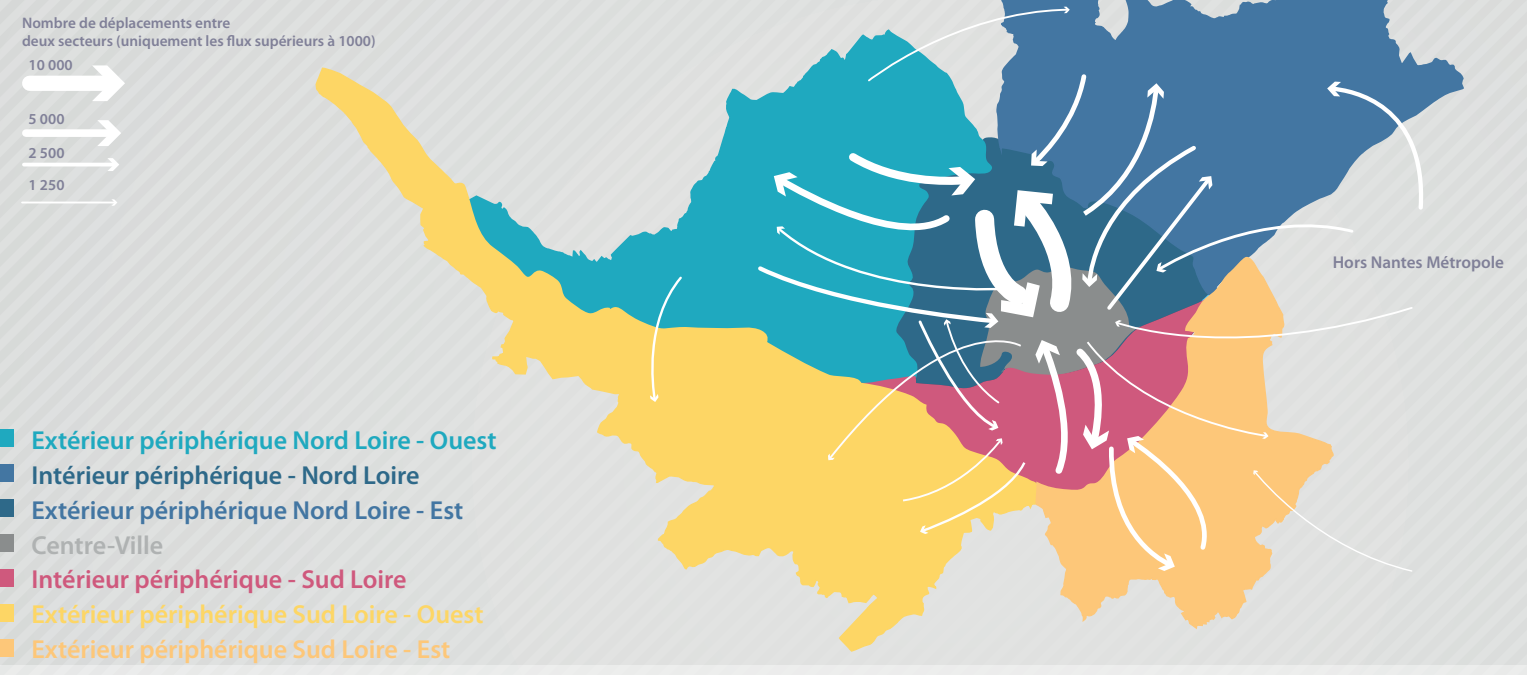 Nombre de déplacements entre
deux secteurs (uniquement les flux supérieurs à 1000)
10 000
5 000
2 500
1 250
Hors Nantes Métropole
Extérieur périphérique Nord Loire - Ouest
Intérieur périphérique - Nord Loire
Extérieur périphérique Nord Loire - Est
Centre-Ville
Intérieur périphérique - Sud Loire
Extérieur périphérique Sud Loire - Ouest
Extérieur périphérique Sud Loire - Est